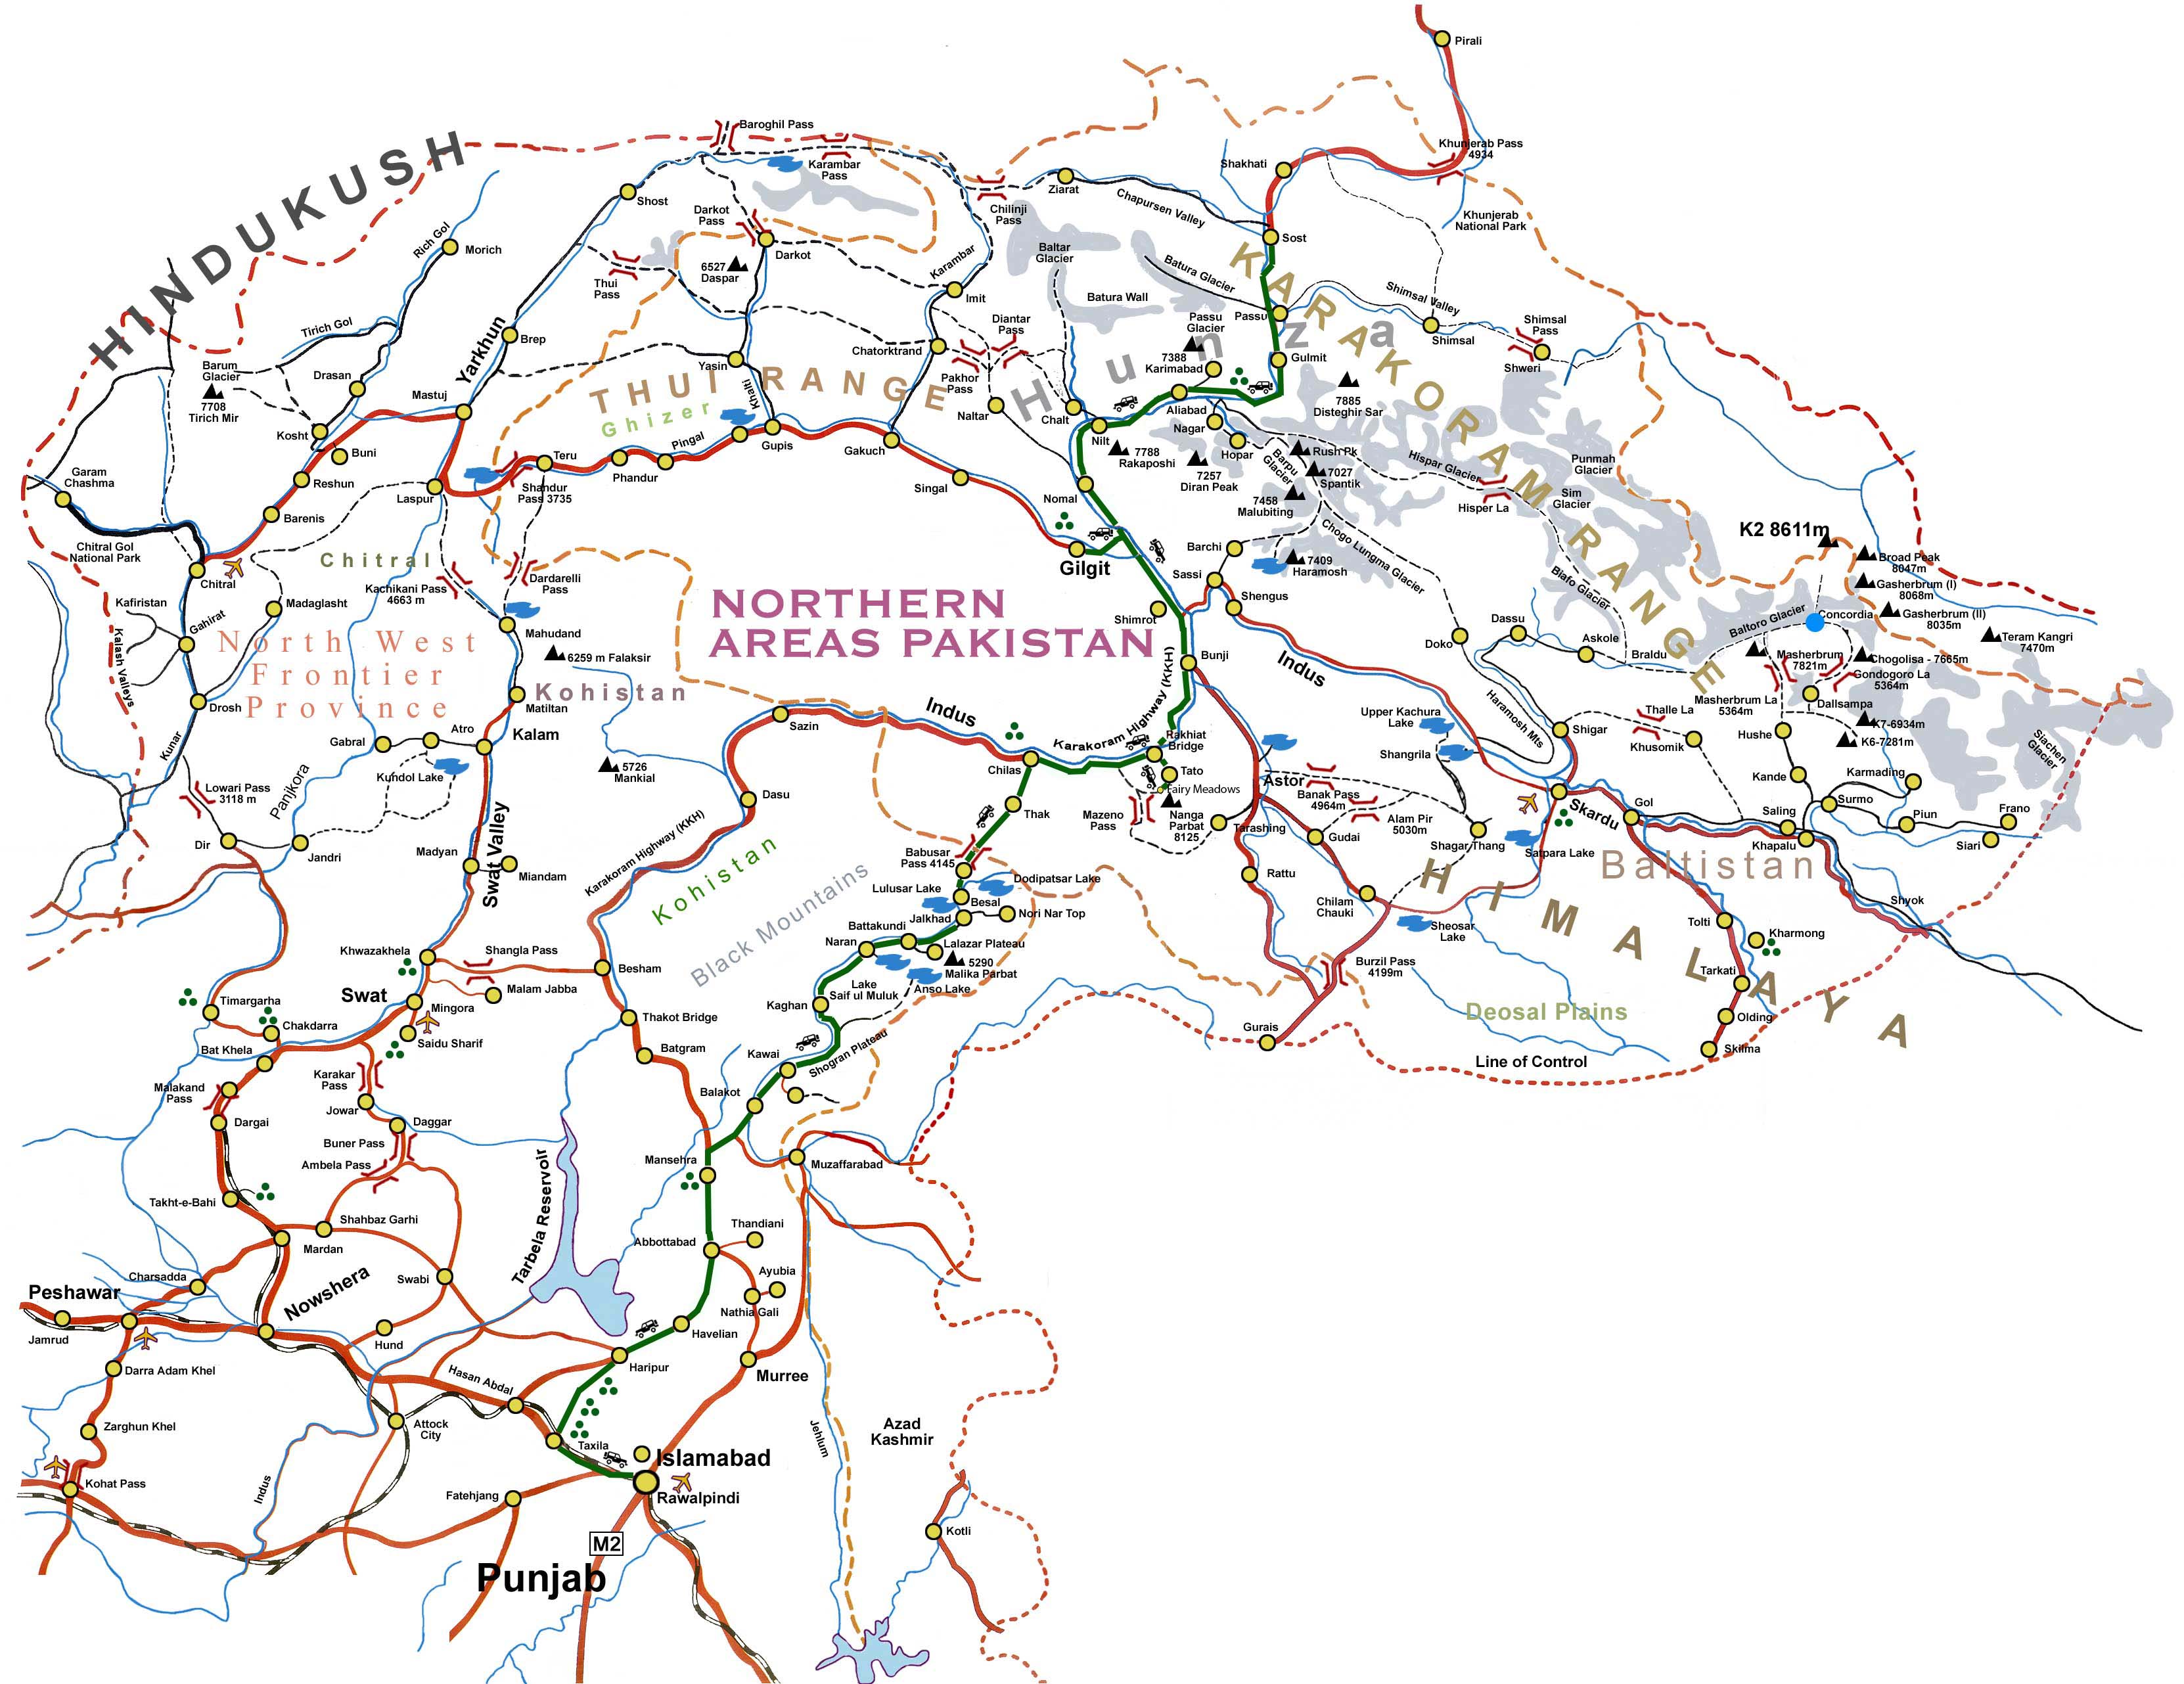 Pirali
Baroghil Pass
Khunjerab Pass
4934
HINDUKUSH
Karambar
Pass
Shakhati
Ziarat
Shost
Chapursen Valley
Darkot
Pass
Chilinji
Pass
Khunjerab
National Park
Rich Gol
Morich
Sost
Darkot
Baltar
Glacier
Karambar
Batura Glacier
KARAKORAM RANGE
6527
Daspar
Thui
Pass
Imit
Batura Wall
Shimsal Valley
Tirich Gol
Yarkhun
Brep
Diantar
Pass
Passu
Glacier
Passu
Shimsal
Shimsal
Pass
Hunza
Chatorktrand
7388
Karimabad
Gulmit
Shweri
Barum
Glacier
7708
Tirich Mir
Drasan
Yasin
Khalti
THUI RANGE
Pakhor
Pass
7885
Disteghir Sar
Mastuj
Ghizer
Naltar
Chalt
Aliabad
Nagar
Kosht
Buni
Pingal
Gupis
Gakuch
Nilt
Hopar
Rush Pk
Hispar Glacier
Punmah
Glacier
Garam
Chashma
Reshun
Teru
Phandur
7788
Rakaposhi
7257
Diran Peak
Barpu
Glacier
7027
Spantik
Laspur
Shandur
Pass 3735
Singal
Nomal
7458
Malubiting
Hisper La
Sim
Glacier
Barenis
K2 8611m
Chitral Gol
National Park
Chitral
Chitral
Gilgit
Barchi
Chogo Lungma Glacier
Broad Peak
8047m
7409
Haramosh
Sassi
Biafo Glacier
Gasherbrum (I)
8068m
Kachikani Pass
4663 m
Dardarelli
Pass
Kafiristan
Madaglasht
NORTHERN
AREAS PAKISTAN
Shengus
Shimrot
Dassu
Baltoro Glacier
Concordia
Gasherbrum (II)
8035m
Gahirat
Mahudand
Kalash Valleys
North West
Frontier
Province
6259 m Falaksir
Bunji
Indus
Doko
Askole
Braldu
Masherbrum
7821m
Chogolisa - 7665m
Teram Kangri
7470m
Gondogoro La
5364m
Kohistan
Matiltan
Drosh
Haramosh Mts
Masherbrum La
5364m
Dallsampa
Indus
Sazin
Upper Kachura
Lake
Thalle La
Khusomik
K7-6934m
Atro
Kalam
Gabral
Karakoram Highway (KKH)
Rakhiat
Bridge
Shangrila
Shigar
Hushe
K6-7281m
Siachen
Glacier
Kunar
Kundol Lake
5726
Mankial
Chilas
Tato
Fairy Meadows
Astor
Kande
Karmading
Lowari Pass
3118 m
Panjkora
Dasu
Banak Pass
4964m
Skardu
Gol
Surmo
Mazeno
Pass
Nanga
Parbat
8125
Thak
Alam Pir
5030m
Saling
Piun
Frano
Karakoram Highway (KKH)
Tarashing
Gudai
Shagar Thang
Satpara Lake
Khapalu
Siari
Dir
Jandri
Madyan
Swat Valley
Miandam
Kohistan
Babusar
Pass 4145
Rattu
Baltistan
HIMALAYA
Black Mountains
Lulusar Lake
Dodipatsar Lake
Besal
Chilam
Chauki
Shyok
Jalkhad
Nori Nar Top
Battakundi
Naran
Lalazar Plateau
Sheosar
Lake
Tolti
Kharmong
Khwazakhela
Shangla Pass
Besham
5290
Malika Parbat
Anso Lake
Burzil Pass
4199m
Tarkati
Swat
Malam Jabba
Lake
Saif ul Muluk
Timargarha
Mingora
Thakot Bridge
Kaghan
Deosal Plains
Olding
Chakdarra
Gurais
Bat Khela
Saidu Sharif
Batgram
Kawai
Shogran Plateau
Line of Control
Skilma
Karakar
Pass
Malakand
Pass
Balakot
Jowar
Dargai
Daggar
Buner Pass
Ambela Pass
Mansehra
Muzaffarabad
Tarbela Reservoir
Takht-e-Bahi
Shahbaz Garhi
Thandiani
Mardan
Abbottabad
Charsadda
Swabi
Ayubia
Peshawar
Nowshera
Nathia Gali
Jamrud
Hund
Havelian
Darra Adam Khel
Haripur
Hasan Abdal
Murree
Zarghun Khel
Attock
City
Azad
Kashmir
Jehlum
Taxila
Islamabad
Kohat Pass
Indus
Fatehjang
Rawalpindi
Kotli
M2
Punjab